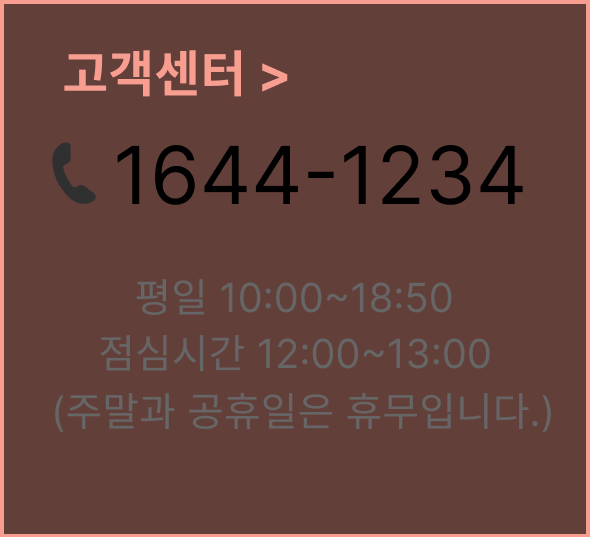 고객센터 >
1644-1234
평일 10:00~18:50
점심시간 12:00~13:00
(주말과 공휴일은 휴무입니다.)